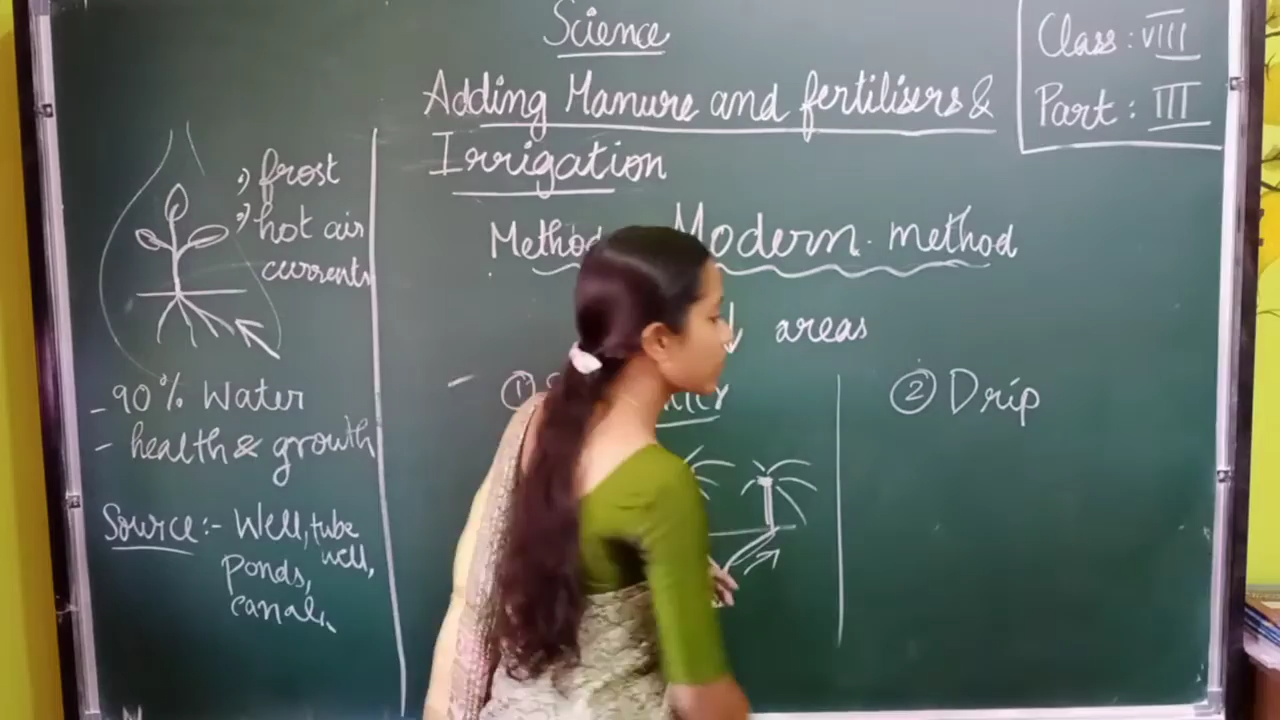 Science
Class: VIII
Part: III
Adding Manure and fertilisers &
Irrigation
Modern method
areas
② Drip
①
") frost
") hot air
currents
- 90% Water
- health & growth
Source:- Well, tube
well,
ponds,
canal,